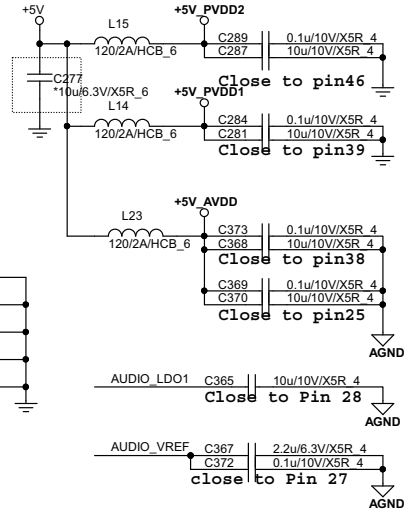 +5V
L15
120/2A/HCB_6
+5V_PVDD2
C289 0.1u/10V/X5R_4
C287 10u/10V/X5R_4
Close to pin46
C277
*10u/6.3V/X5R_6
L14
120/2A/HCB_6
+5V_PVDD1
C284 0.1u/10V/X5R_4
C281 10u/10V/X5R_4
Close to pin39
L23
120/2A/HCB_6
+5V_AVDD
C373 0.1u/10V/X5R_4
C368 10u/10V/X5R_4
Close to pin38
C369 0.1u/10V/X5R_4
C370 10u/10V/X5R_4
Close to pin25
AGND
AUDIO_LDO1 C365 10u/10V/X5R_4
Close to Pin 28
AGND
AUDIO_VREF C367 2.2u/6.3V/X5R_4
C372 0.1u/10V/X5R_4
close to Pin 27
AGND